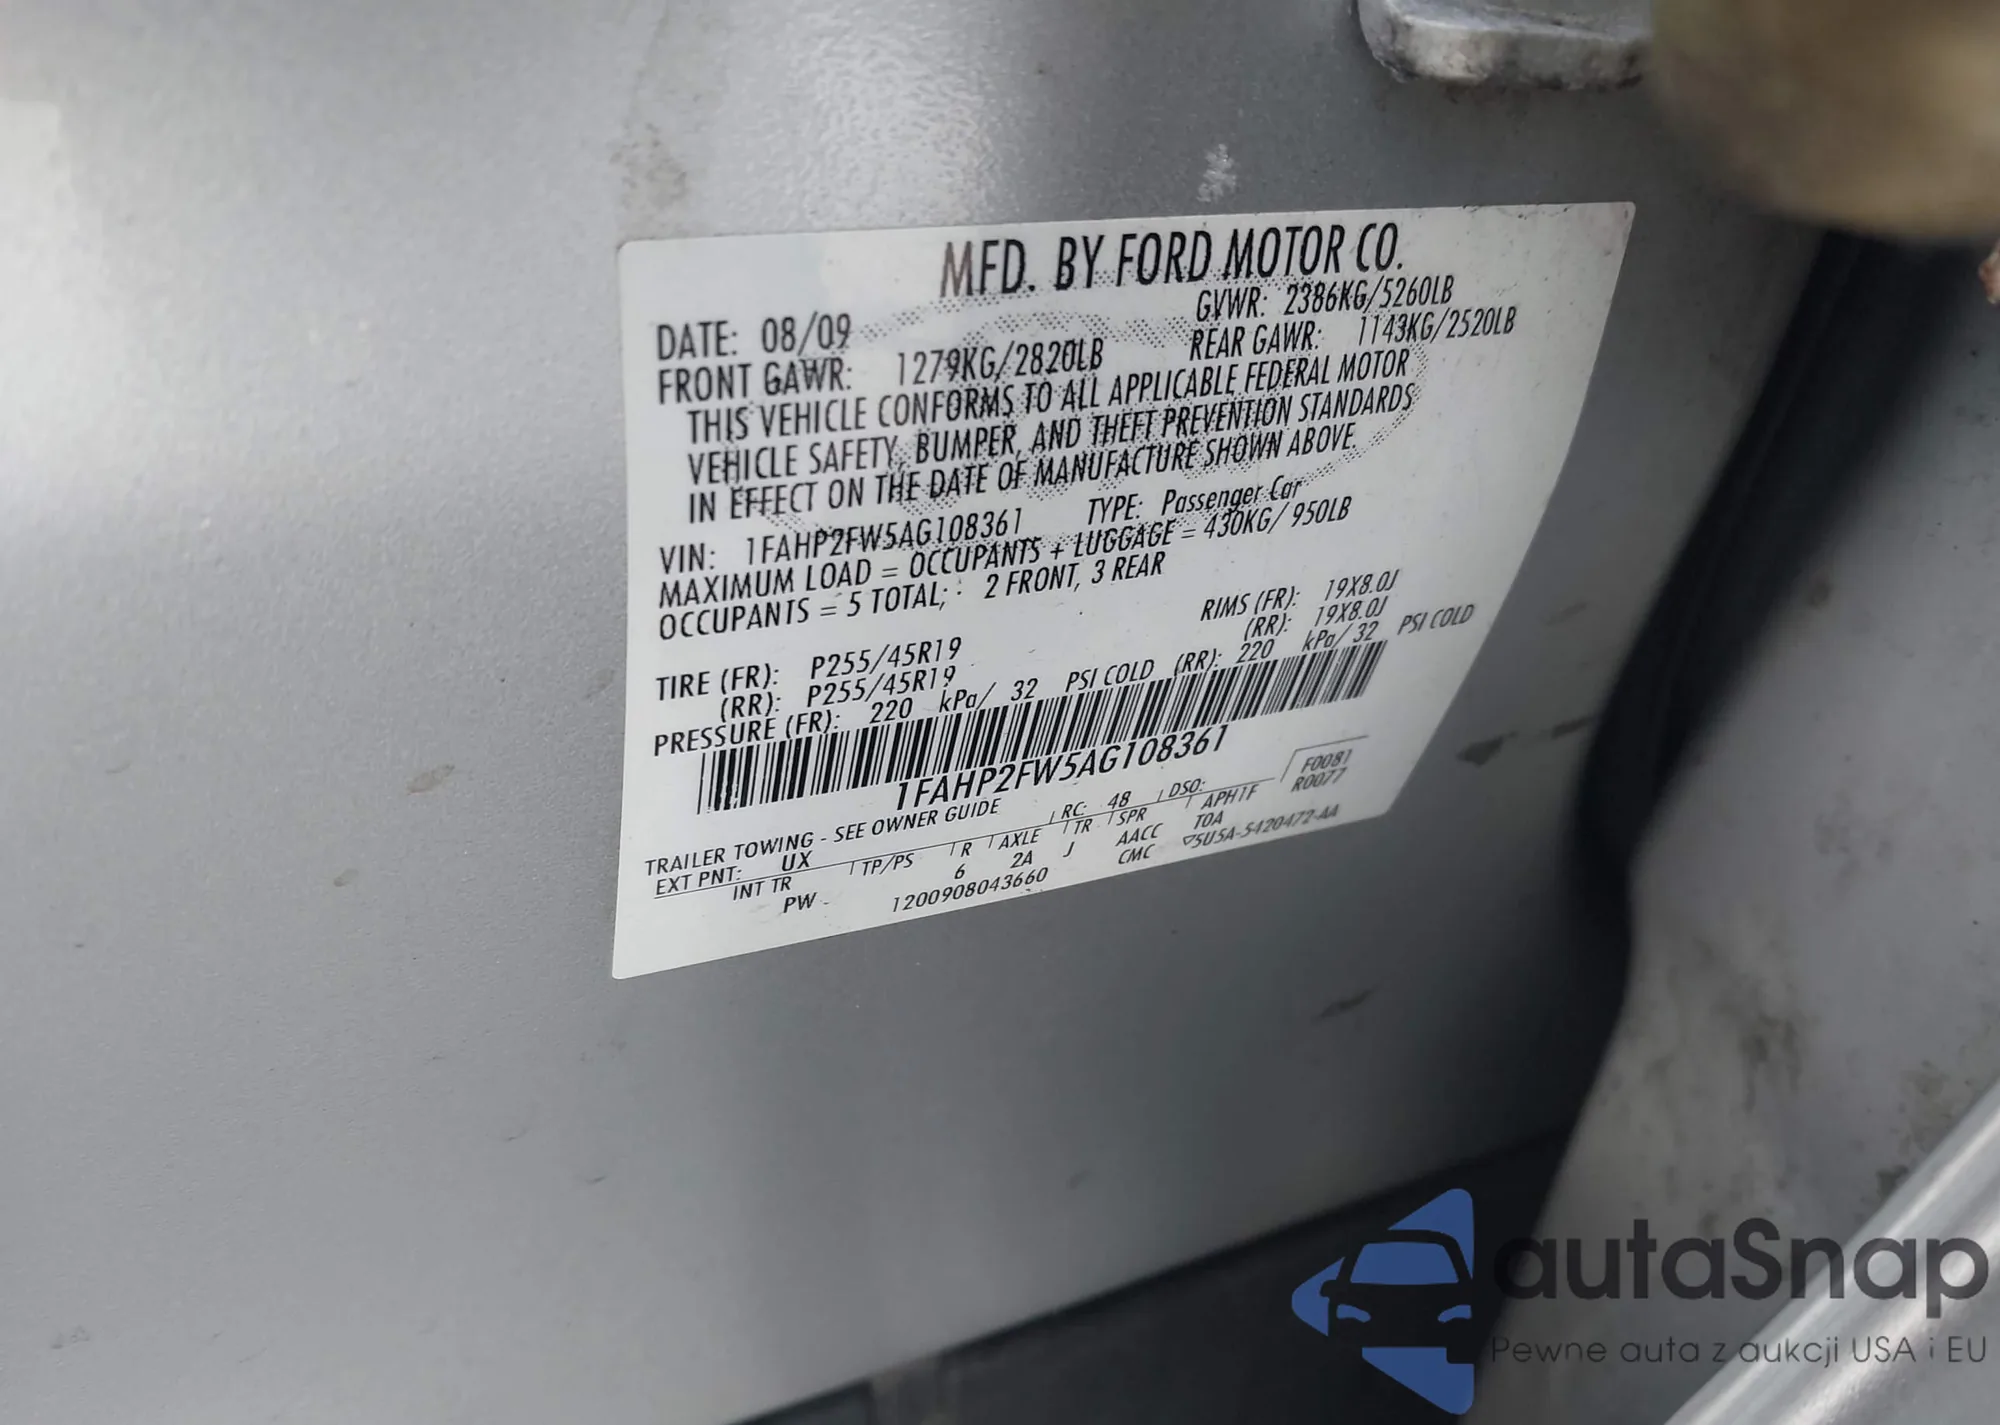 MFD. BY FORD MOTOR CO.
DATE: 08/09 GVWR: 2386KG/5260LB
FRONT GAWR: 1279KG/2820LB REAR GAWR: 1143KG/2520LB
THIS VEHICLE CONFORMS TO ALL APPLICABLE FEDERAL MOTOR
VEHICLE SAFETY, BUMPER, AND THEFT PREVENTION STANDARDS
IN EFFECT ON THE DATE OF MANUFACTURE SHOWN ABOVE.
VIN: 1FAHP2FW5AG108361 TYPE: Passenger Car
MAXIMUM LOAD = OCCUPANTS + LUGGAGE = 430KG/ 950LB
OCCUPANTS = 5 TOTAL; 2 FRONT, 3 REAR
TIRE (FR): P255/45R19 RIMS (FR): 19X8.0J
(RR): P255/45R19 (RR): 19X8.0J
PRESSURE (FR): 220 kPa/ 32 PSI COLD (RR): 220 kPa/ 32 PSI COLD
1FAHP2FW5AG108361
F0081
R0077
TRAILER TOWING - SEE OWNER GUIDE
EXT PNT: UX RC: 48 DSO:
INT TR TP/PS R AXLE TR SPR APH1F
PW 6 2A J AACC TOA
1200908043660 CMC 5U5A-5420472-AA
autaSnap
Pewne auta z aukcji USA i EU